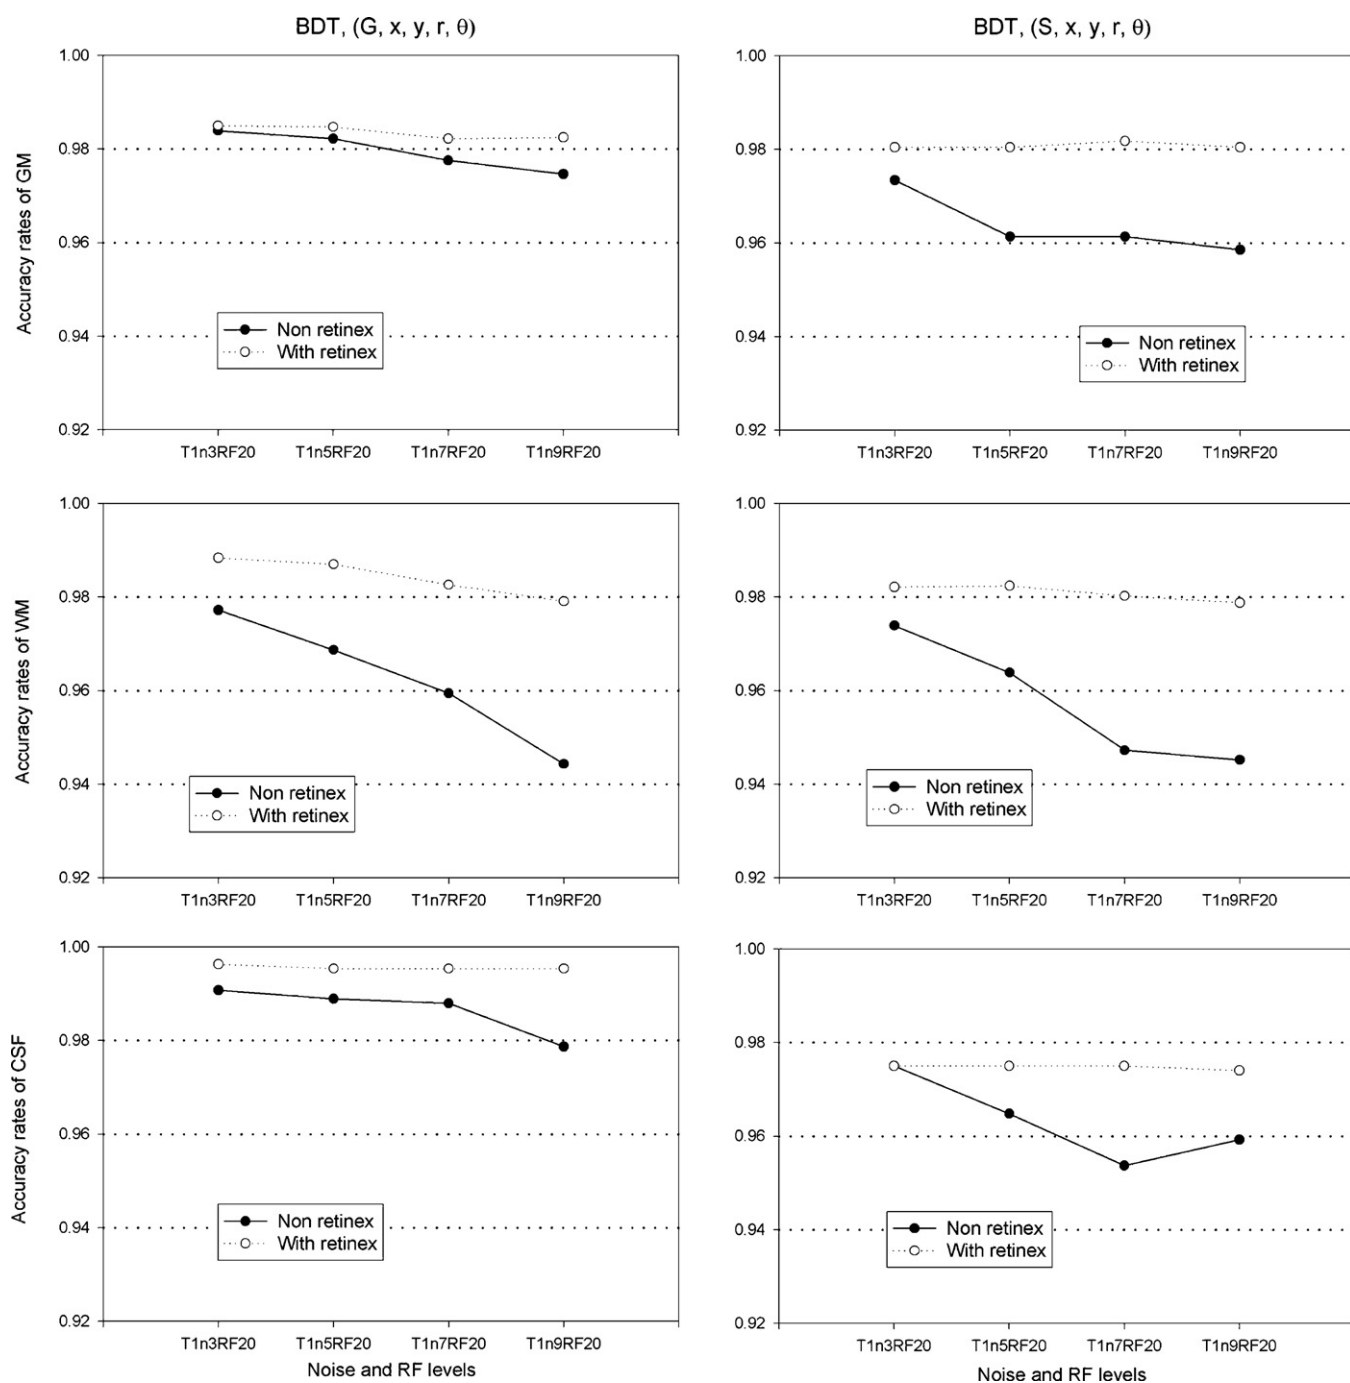 BDT, (G, x, y, r, θ)
BDT, (S, x, y, r, θ)
Accuracy rates of GM
1.00
0.98
0.96
0.94
0.92
Non retinex
With retinex
T1n3RF20 T1n5RF20 T1n7RF20 T1n9RF20
1.00
0.98
0.96
0.94
0.92
Non retinex
With retinex
T1n3RF20 T1n5RF20 T1n7RF20 T1n9RF20
Accuracy rates of WM
1.00
0.98
0.96
0.94
0.92
Non retinex
With retinex
T1n3RF20 T1n5RF20 T1n7RF20 T1n9RF20
1.00
0.98
0.96
0.94
0.92
Non retinex
With retinex
T1n3RF20 T1n5RF20 T1n7RF20 T1n9RF20
Accuracy rates of CSF
1.00
0.98
0.96
0.94
0.92
Non retinex
With retinex
T1n3RF20 T1n5RF20 T1n7RF20 T1n9RF20
Noise and RF levels
1.00
0.98
0.96
0.94
0.92
Non retinex
With retinex
T1n3RF20 T1n5RF20 T1n7RF20 T1n9RF20
Noise and RF levels